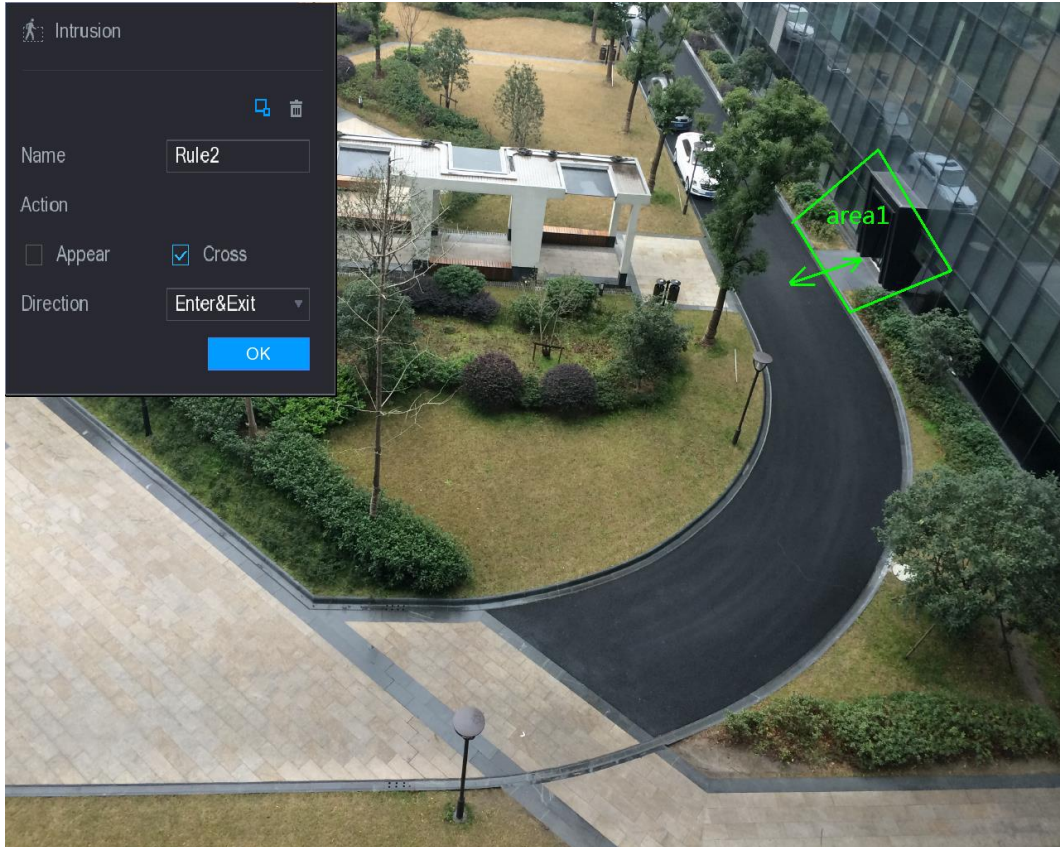 Intrusion
Name Rule2
Action
Appear Cross
Direction Enter&Exit
OK
area1